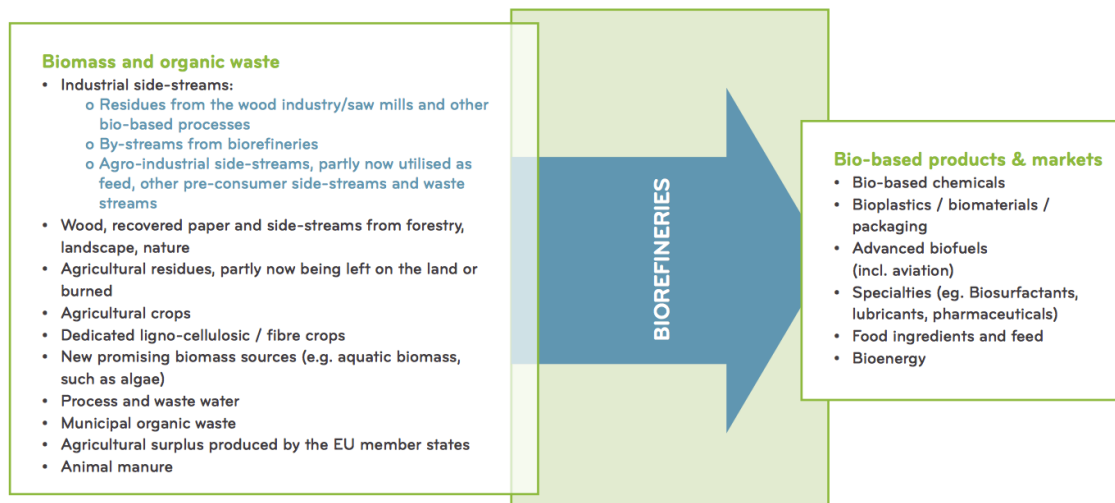 Biomass and organic waste
• Industrial side-streams:
o Residues from the wood industry/saw mills and other
bio-based processes
o By-streams from biorefineries
o Agro-industrial side-streams, partly now utilised as
feed, other pre-consumer side-streams and waste
streams
• Wood, recovered paper and side-streams from forestry,
landscape, nature
• Agricultural residues, partly now being left on the land or
burned
• Agricultural crops
• Dedicated ligno-cellulosic / fibre crops
• New promising biomass sources (e.g. aquatic biomass,
such as algae)
• Process and waste water
• Municipal organic waste
• Agricultural surplus produced by the EU member states
• Animal manure
BIOREFINERIES
Bio-based products & markets
• Bio-based chemicals
• Bioplastics / biomaterials /
packaging
• Advanced biofuels
(incl. aviation)
• Specialties (eg. Biosurfactants,
lubricants, pharmaceuticals)
• Food ingredients and feed
• Bioenergy